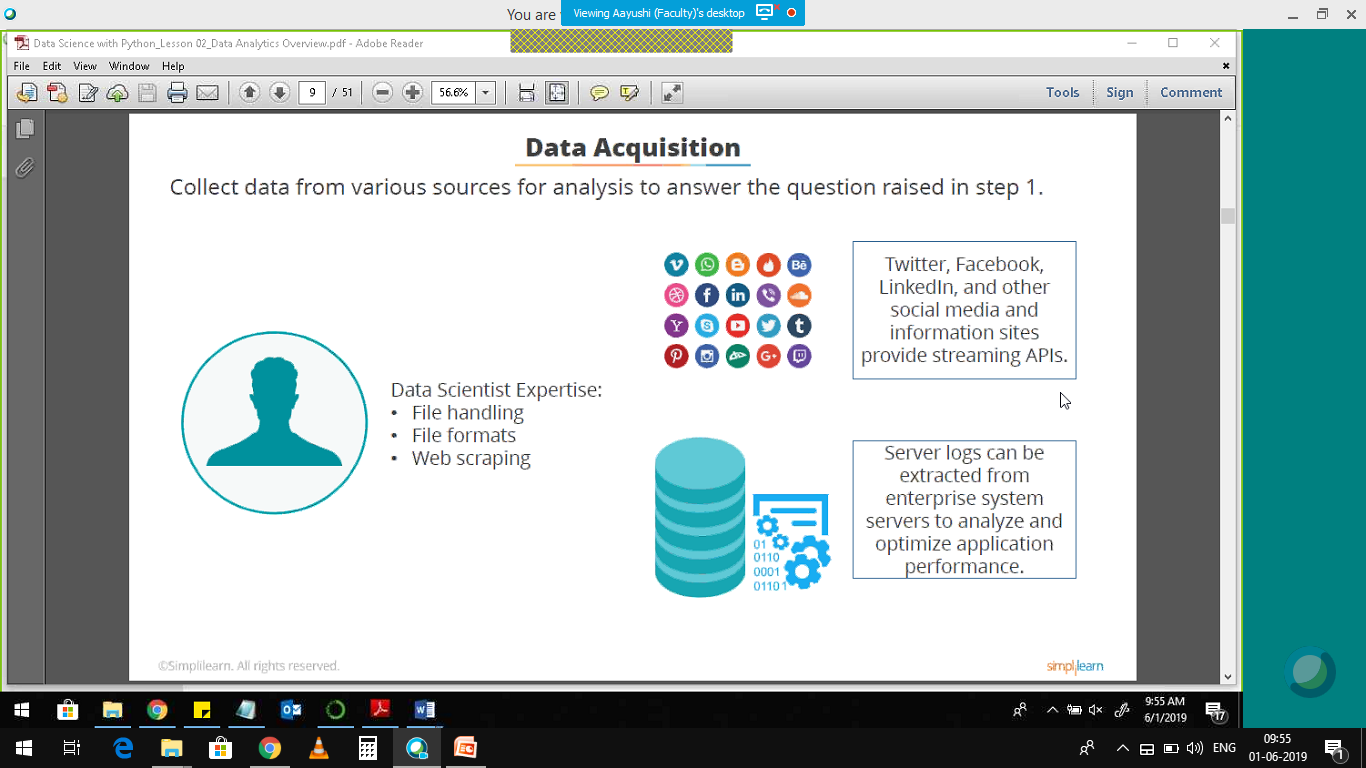 You are
Viewing Aayushi (Faculty)'s desktop
Data Science with Python_Lesson 02_Data Analytics Overview.pdf - Adobe Reader
File Edit View Window Help
9 / 51 56.6% Tools Sign Comment
Data Acquisition
Collect data from various sources for analysis to answer the question raised in step 1.
Twitter, Facebook,
LinkedIn, and other
social media and
information sites
provide streaming APIs.
Data Scientist Expertise:
• File handling
• File formats
• Web scraping
Server logs can be
extracted from
enterprise system
servers to analyze and
optimize application
performance.
01
0110
0001
01101
©Simplilearn. All rights reserved.
simplilearn
9:55 AM
6/1/2019
17
ENG
09:55
01-06-2019
1